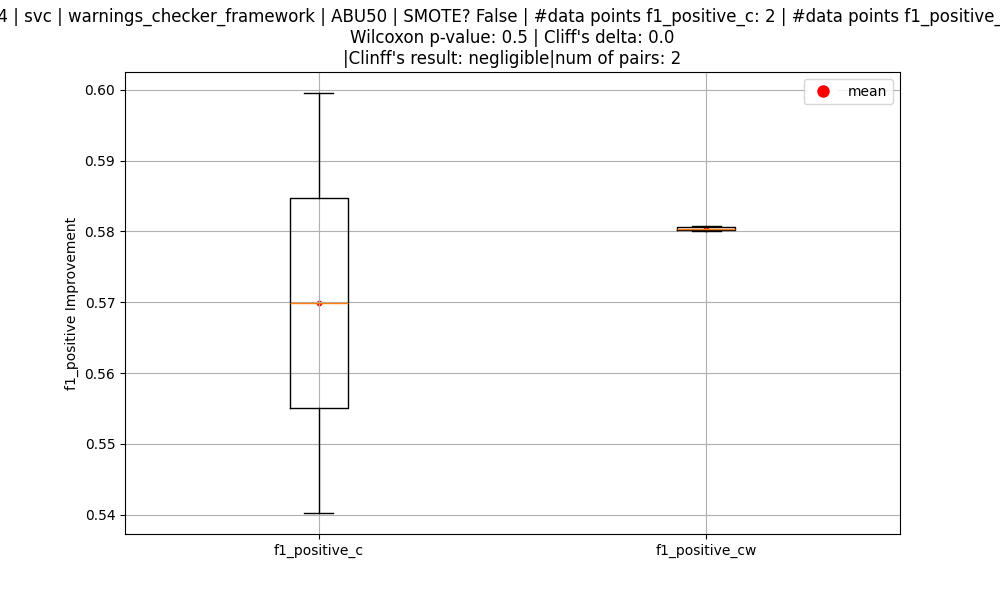 4 | svc | warnings_checker_framework | ABU50 | SMOTE? False | #data points f1_positive_c: 2 | #data points f1_positive_
Wilcoxon p-value: 0.5 | Cliff's delta: 0.0
|Clinff's result: negligible|num of pairs: 2
mean
0.60
0.59
0.58
0.57
0.56
0.55
0.54
f1_positive Improvement
f1_positive_c
f1_positive_cw